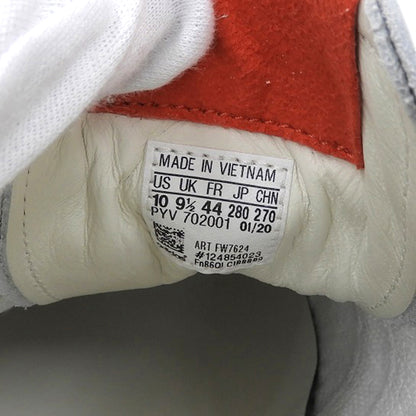 MADE IN VIETNAM
US UK FR JP CHN
10 9½ 44 280 270
PYV 702001 01/20
ART FW7624
#124854023